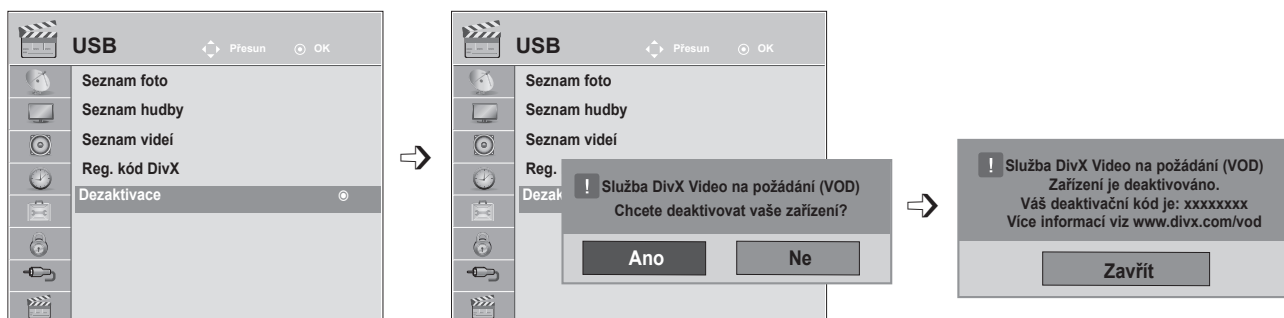 USB Přesun OK
Seznam foto
Seznam hudby
Seznam videí
Reg. kód DivX
Dezaktivace
USB Přesun OK
Seznam foto
Seznam hudby
Seznam videí
Reg.
Dezak
! Služba DivX Video na požádání (VOD)
Chcete deaktivovat vaše zařízení?
Ano Ne
! Služba DivX Video na požádání (VOD)
Zařízení je deaktivováno.
Váš deaktivační kód je: xxxxxxxx
Více informací viz www.divx.com/vod
Zavřít